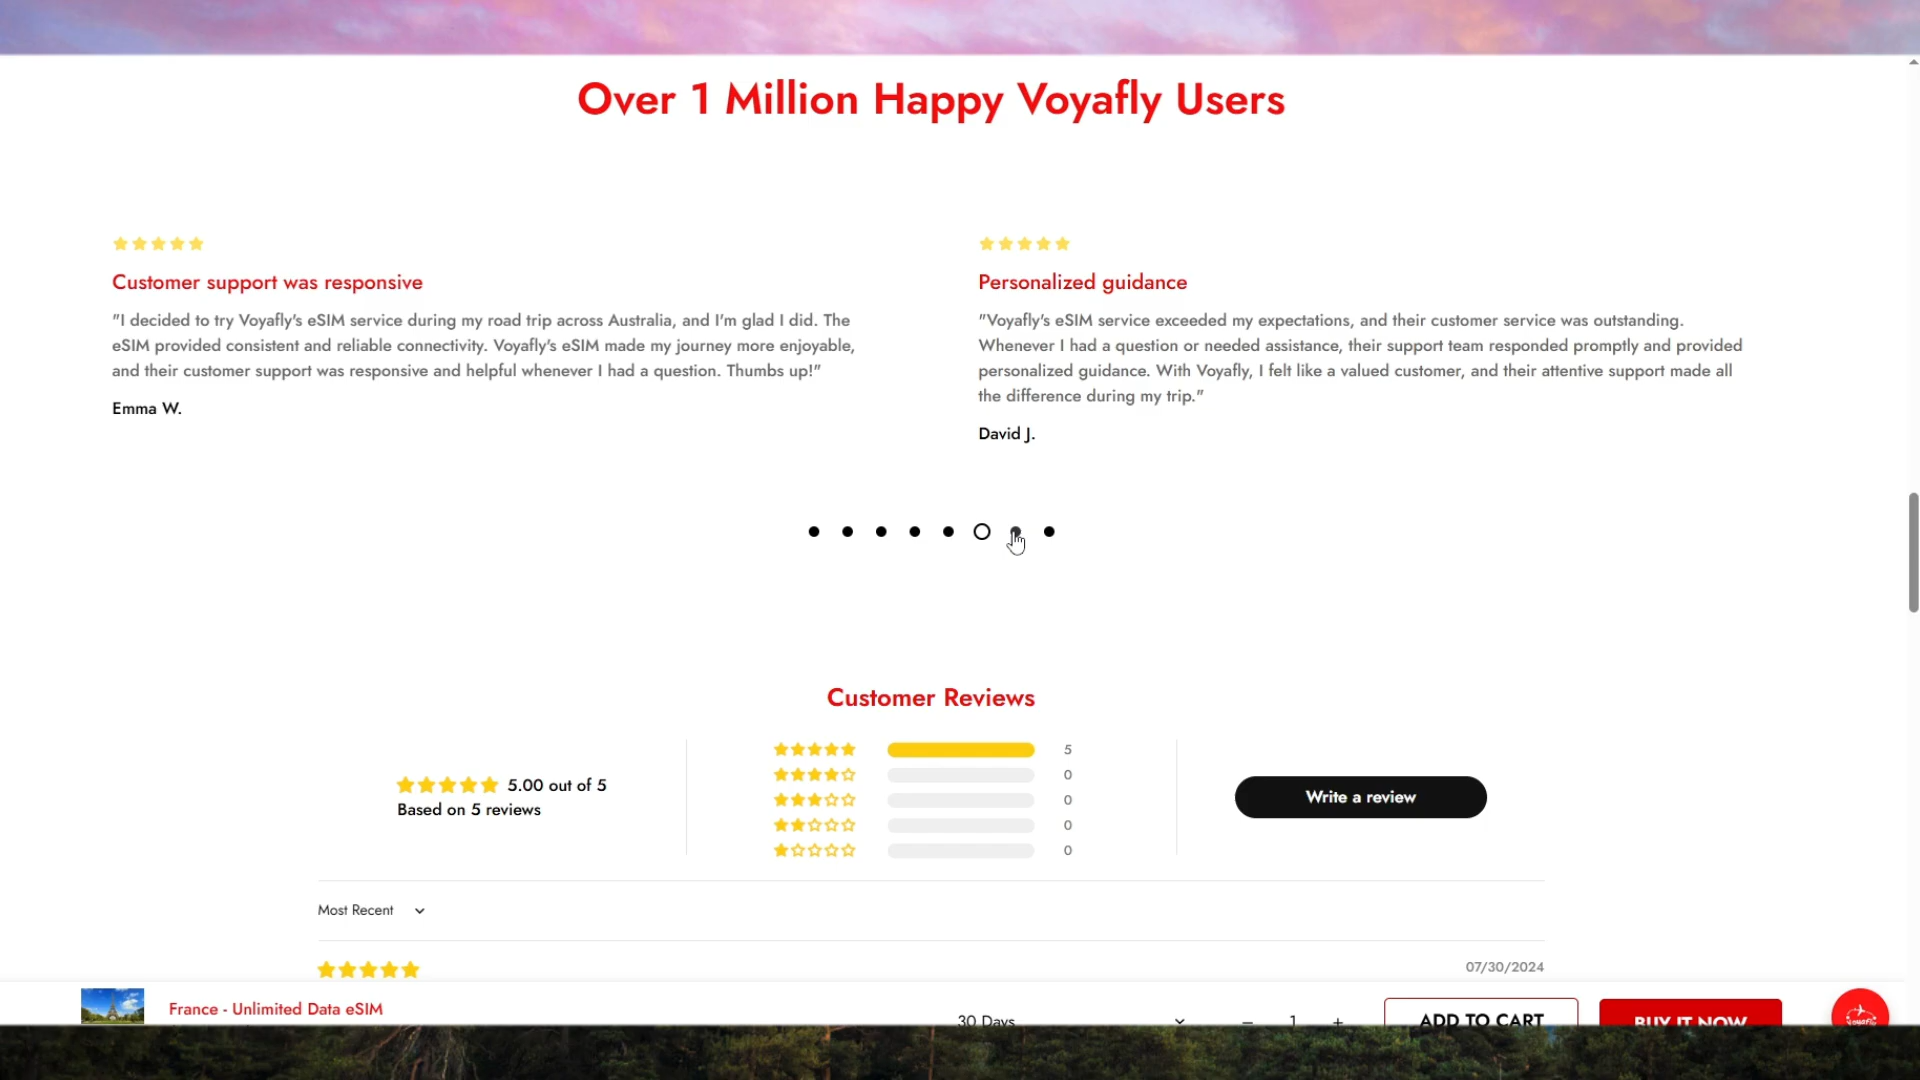 Over 1 Million Happy Voyafly Users
Customer support was responsive
"I decided to try Voyafly's eSIM service during my road trip across Australia, and I'm glad I did. The
eSIM provided consistent and reliable connectivity. Voyafly's eSIM made my journey more enjoyable,
and their customer support was responsive and helpful whenever I had a question. Thumbs up!"
Emma W.
Personalized guidance
"Voyafly's eSIM service exceeded my expectations, and their customer service was outstanding.
Whenever I had a question or needed assistance, their support team responded promptly and provided
personalized guidance. With Voyafly, I felt like a valued customer, and their attentive support made all
the difference during my trip."
David J.
Customer Reviews
5.00 out of 5
Based on 5 reviews
5
0
0
0
0
Write a review
Most Recent
07/30/2024
France - Unlimited Data eSIM
30 Days
− 1 +
ADD TO CART
BUY IT NOW